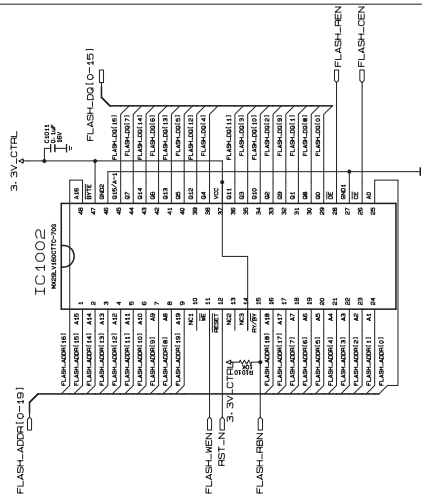 3.3V_CTRL
C1011
0.1uF
16V
FLASH_DQ[0-15]
FLASH_REN
FLASH_CEN
IC1002
MX29LV160CTTC-70G
A16 48
BYTE 47
GND2 46
Q15/A-1 45 FLASH_DQ[15]
Q7 44 FLASH_DQ[7]
Q14 43 FLASH_DQ[14]
Q6 42 FLASH_DQ[6]
Q13 41 FLASH_DQ[13]
Q5 40 FLASH_DQ[5]
Q12 39 FLASH_DQ[12]
Q4 38 FLASH_DQ[4]
VCC 37
Q11 36 FLASH_DQ[11]
Q3 35 FLASH_DQ[3]
Q10 34 FLASH_DQ[10]
Q2 33 FLASH_DQ[2]
Q9 32 FLASH_DQ[9]
Q1 31 FLASH_DQ[1]
Q8 30 FLASH_DQ[8]
Q0 29 FLASH_DQ[0]
OE 28
GND1 27
CE 26
A0 25
FLASH_ADDR[16]
FLASH_ADDR[15] A15 1
FLASH_ADDR[14] A14 2
FLASH_ADDR[13] A13 3
FLASH_ADDR[12] A12 4
FLASH_ADDR[11] A11 5
FLASH_ADDR[10] A10 6
FLASH_ADDR[9] A9 7
FLASH_ADDR[8] A8 8
FLASH_ADDR[19] A19 9
NC1 10
WE 11
RESET 12
NC2 13
NC3 14
RY/BY 15
FLASH_ADDR[18] A18 16
FLASH_ADDR[17] A17 17
FLASH_ADDR[7] A7 18
FLASH_ADDR[6] A6 19
FLASH_ADDR[5] A5 20
FLASH_ADDR[4] A4 21
FLASH_ADDR[3] A3 22
FLASH_ADDR[2] A2 23
FLASH_ADDR[1] A1 24
FLASH_ADDR[0]
3.3V_CTRL
R1010
10K
FLASH_ADDR[0-19]
FLASH_WEN
RST_N
FLASH_RBN